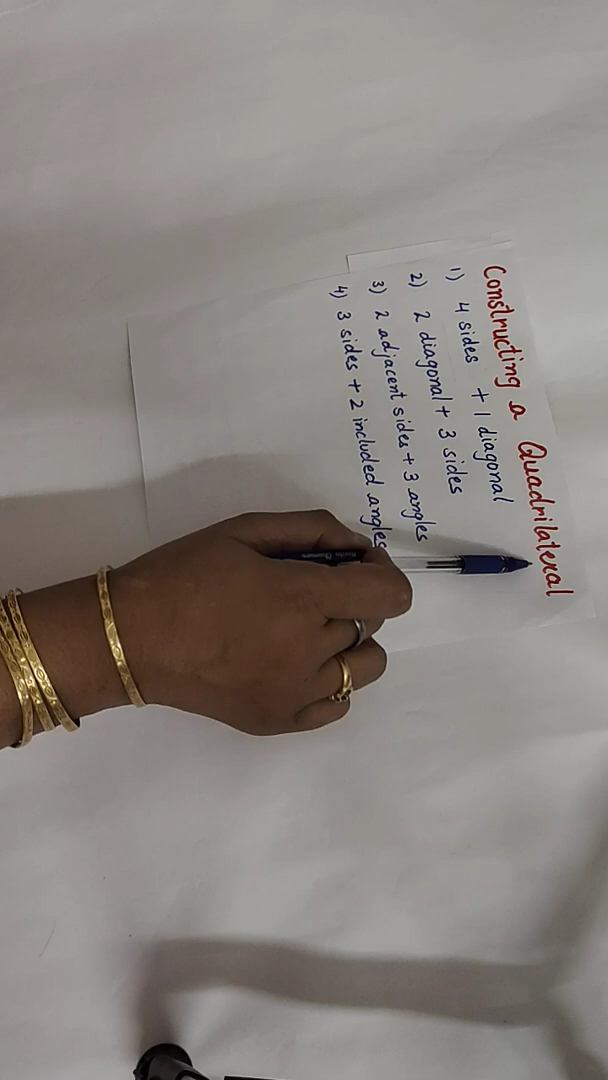 Constructing a Quadrilateral
1) 4 sides + 1 diagonal
2) 2 diagonal + 3 sides
3) 2 adjacent sides + 3 angles
4) 3 sides + 2 included angles